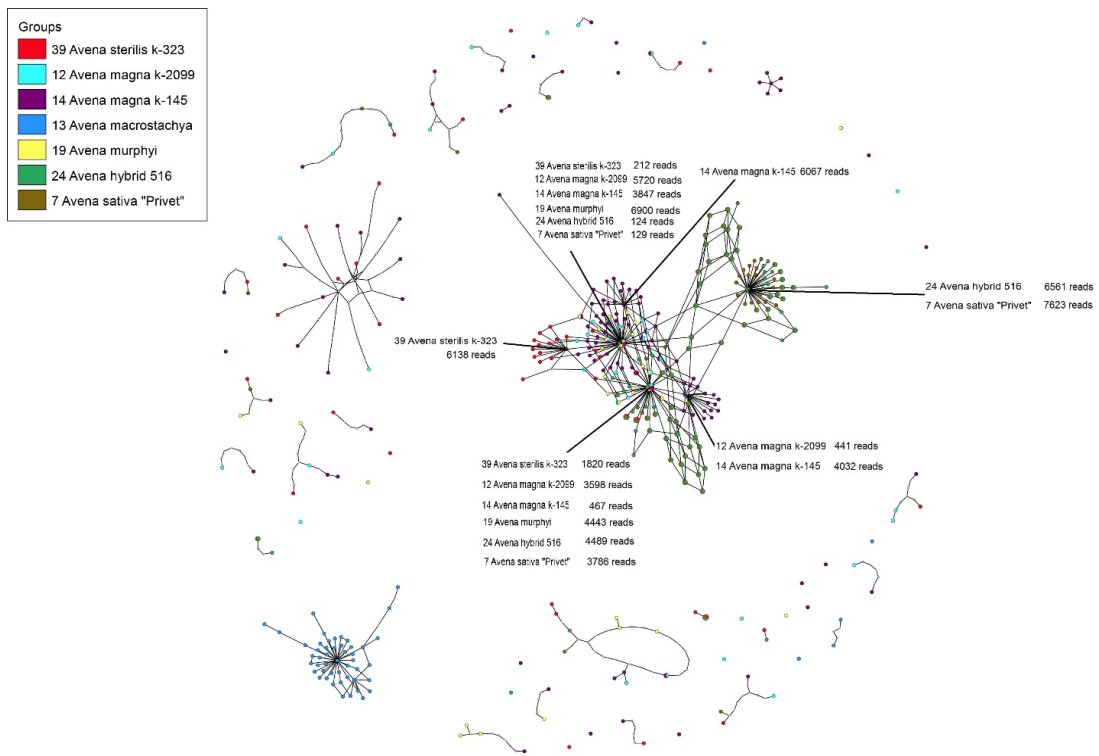 Groups
39 Avena sterilis k-323
12 Avena magna k-2099
14 Avena magna k-145
13 Avena macrostachya
19 Avena murphyi
24 Avena hybrid 516
7 Avena sativa "Privet"
39 Avena sterilis k-323 212 reads
12 Avena magna k-2099 5720 reads
14 Avena magna k-145 3847 reads
19 Avena murphyi 6900 reads
24 Avena hybrid 516 124 reads
7 Avena sativa "Privet" 129 reads
14 Avena magna k-145 6067 reads
24 Avena hybrid 516 6561 reads
7 Avena sativa "Privet" 7623 reads
39 Avena sterilis k-323
6138 reads
12 Avena magna k-2099 441 reads
14 Avena magna k-145 4032 reads
39 Avena sterilis k-323 1820 reads
12 Avena magna k-2099 3598 reads
14 Avena magna k-145 467 reads
19 Avena murphyi 4443 reads
24 Avena hybrid 516 4489 reads
7 Avena sativa "Privet" 3786 reads